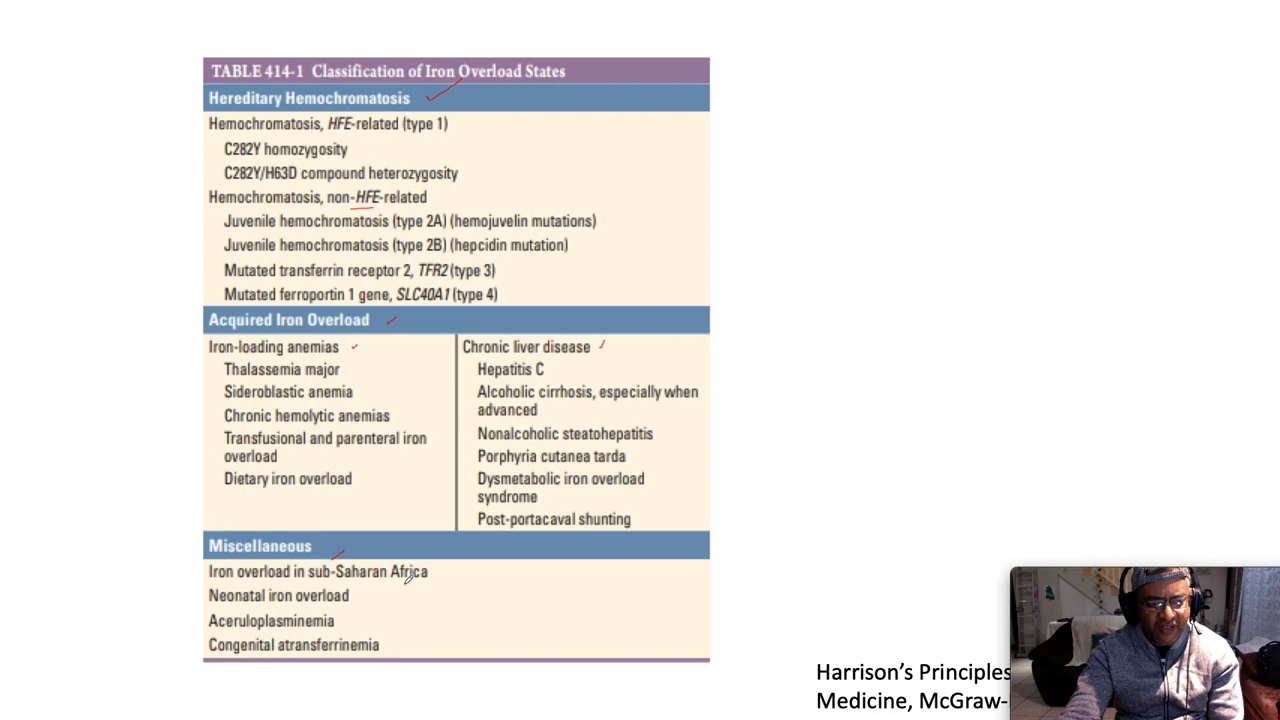 TABLE 414-1 Classification of Iron Overload States
Hereditary Hemochromatosis
Hemochromatosis, HFE-related (type 1)
C282Y homozygosity
C282Y/H63D compound heterozygosity
Hemochromatosis, non-HFE-related
Juvenile hemochromatosis (type 2A) (hemojuvelin mutations)
Juvenile hemochromatosis (type 2B) (hepcidin mutation)
Mutated transferrin receptor 2, TFR2 (type 3)
Mutated ferroportin 1 gene, SLC40A1 (type 4)
Acquired Iron Overload
Iron-loading anemias
Thalassemia major
Sideroblastic anemia
Chronic hemolytic anemias
Transfusional and parenteral iron
overload
Dietary iron overload
Chronic liver disease
Hepatitis C
Alcoholic cirrhosis, especially when
advanced
Nonalcoholic steatohepatitis
Porphyria cutanea tarda
Dysmetabolic iron overload
syndrome
Post-portacaval shunting
Miscellaneous
Iron overload in sub-Saharan Africa
Neonatal iron overload
Aceruloplasminemia
Congenital atransferrinemia
Harrison's Principles
Medicine, McGraw-